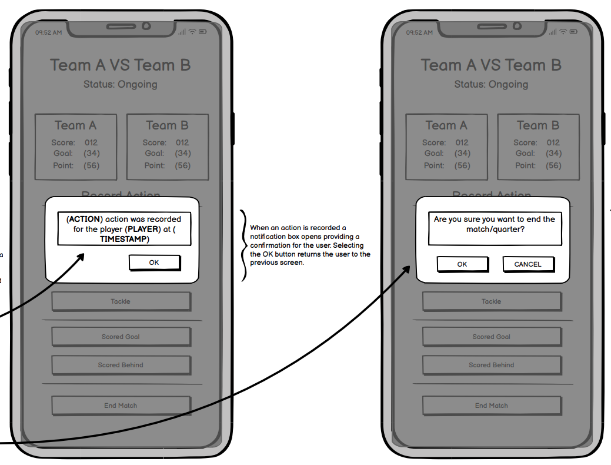 09:52 AM
Team A VS Team B
Status: Ongoing
Team A
Score: 012
Goal: (34)
Point: (56)
Team B
Score: 012
Goal: (34)
Point: (56)
Record Action
(ACTION) action was recorded
for the player (PLAYER) at (
TIMESTAMP)
OK
Tackle
Scored Goal
Scored Behind
End Match
When an action is recorded a
notification box opens providing a
confirmation for the user. Selecting
the OK button returns the user to the
previous screen.
09:52 AM
Team A VS Team B
Status: Ongoing
Team A
Score: 012
Goal: (34)
Point: (56)
Team B
Score: 012
Goal: (34)
Point: (56)
Record Action
Are you sure you want to end the
match/quarter?
OK
CANCEL
Tackle
Scored Goal
Scored Behind
End Match